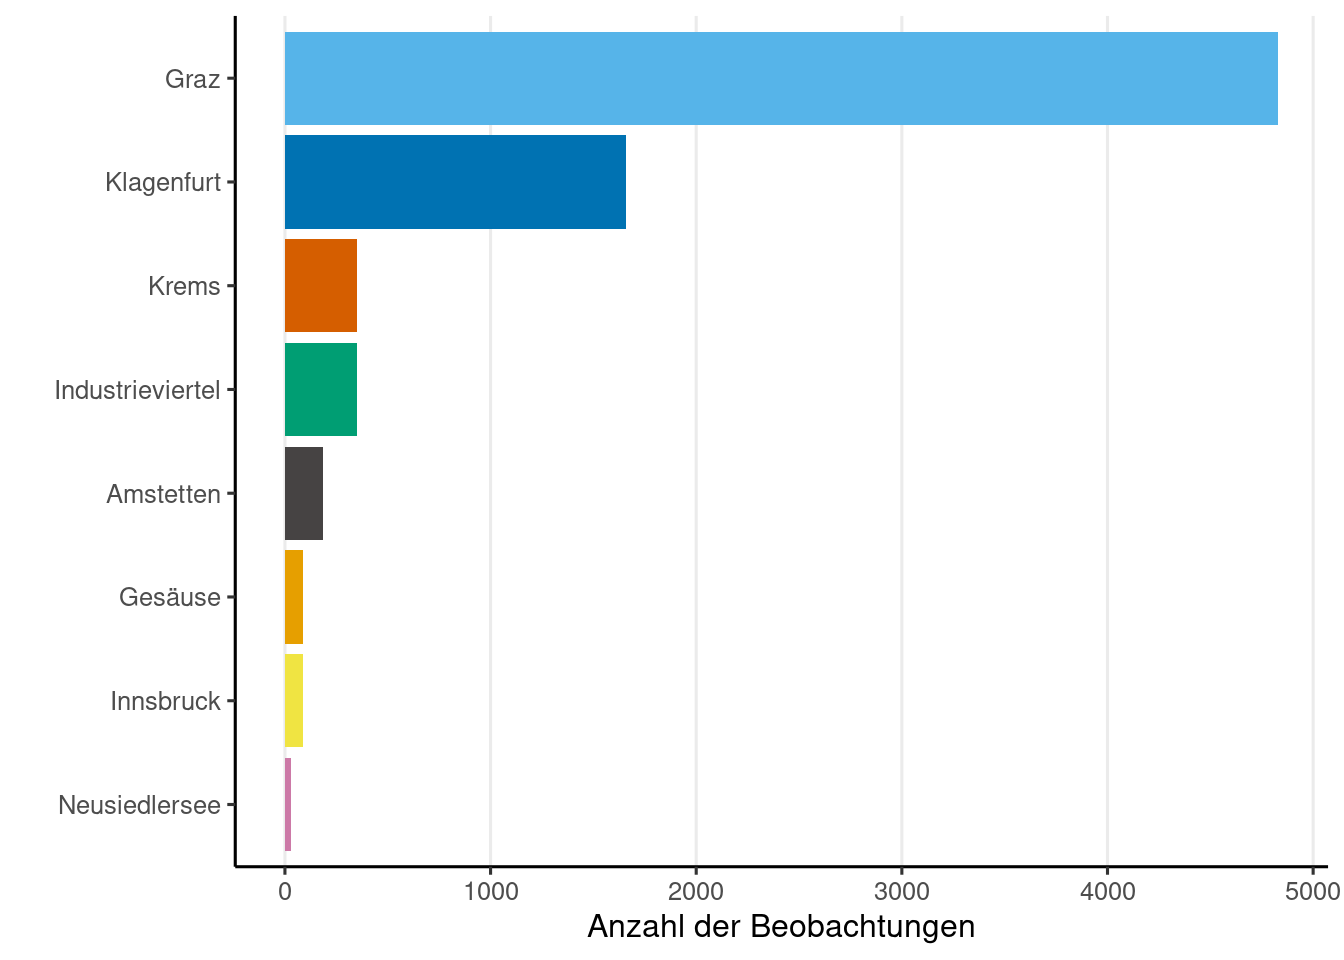 Graz
Klagenfurt
Krems
Industrieviertel
Amstetten
Gesäuse
Innsbruck
Neusiedlersee
0 1000 2000 3000 4000 5000
Anzahl der Beobachtungen